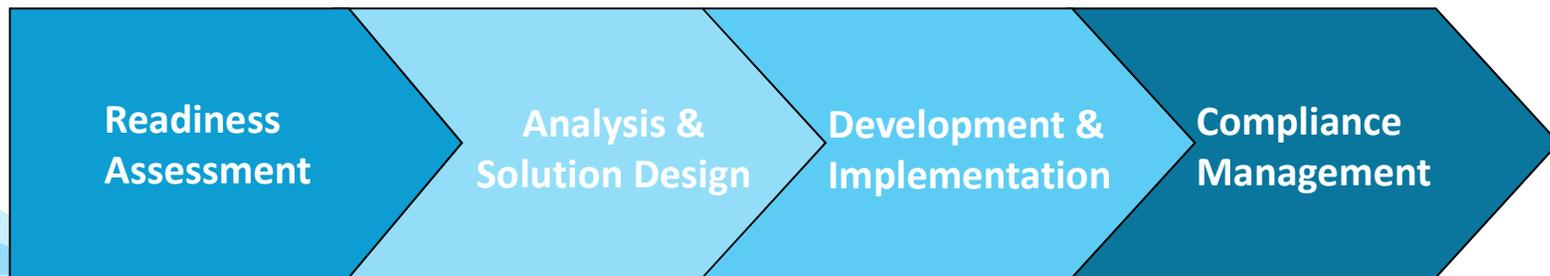 Readiness
Assessment
Analysis &
Solution Design
Development &
Implementation
Compliance
Management